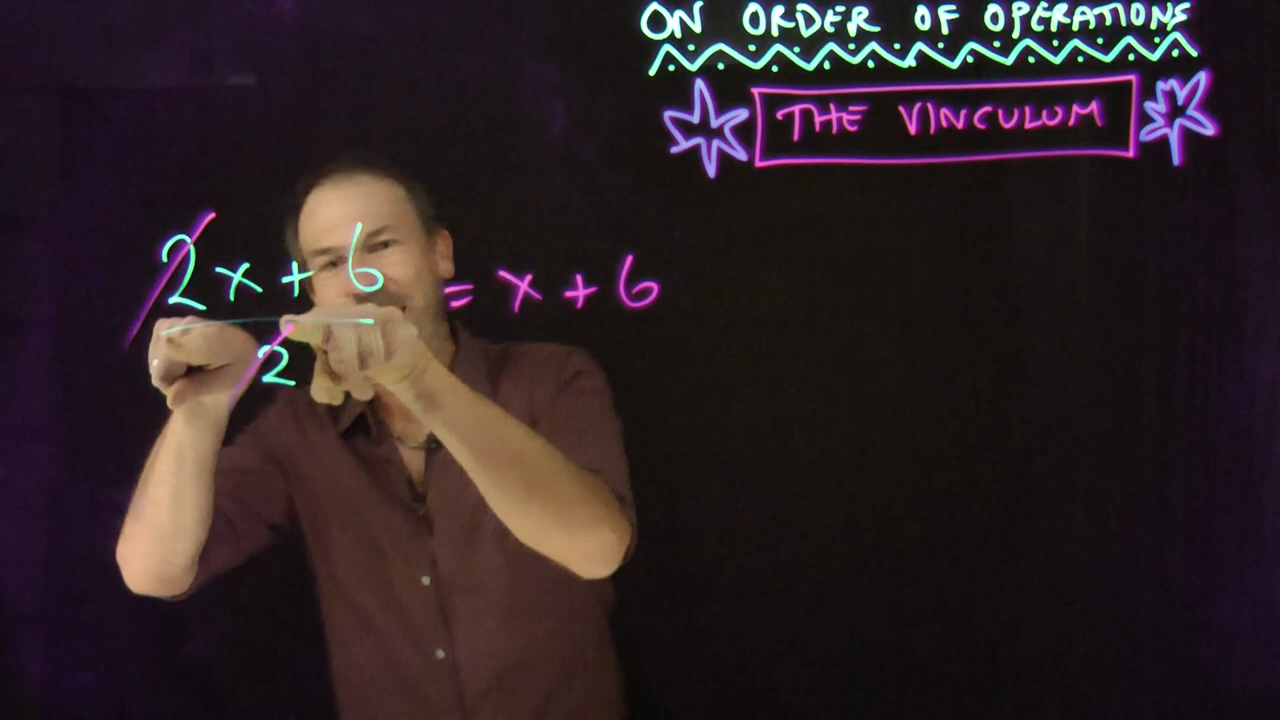 ON ORDER OF OPERATIONS
THE VINCULUM
2x+6
2
= x + 6